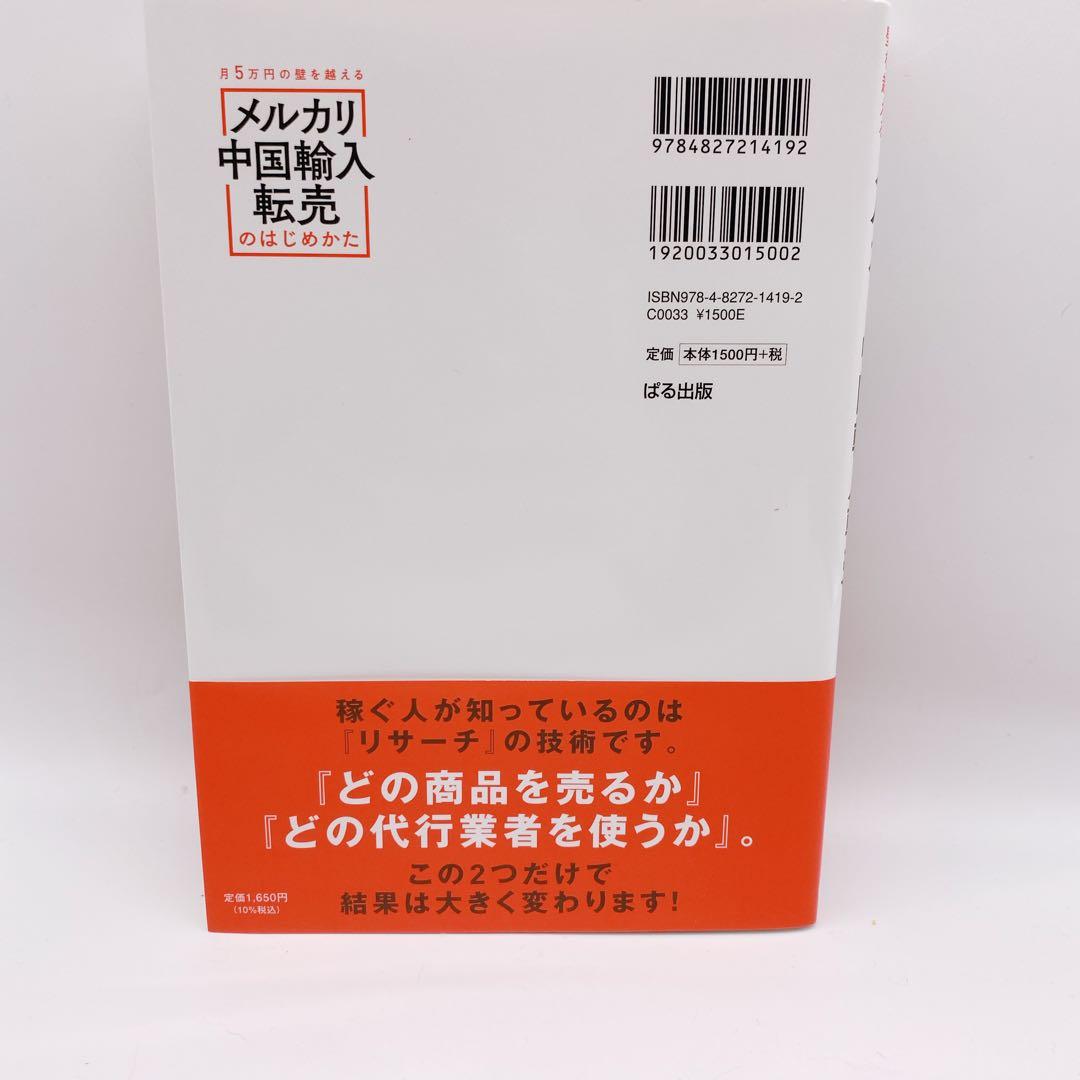 月5万円の壁を越える
メルカリ
中国輸入
転売
のはじめかた
9784827214192
1920033015002
ISBN978-4-8272-1419-2
C0033 ¥1500E
定価 本体1500円+税
ぱる出版
稼ぐ人が知っているのは
『リサーチ』の技術です。
『どの商品を売るか』
『どの代行業者を使うか』。
この2つだけで
結果は大きく変わります!
定価1,650円
(10%税込)